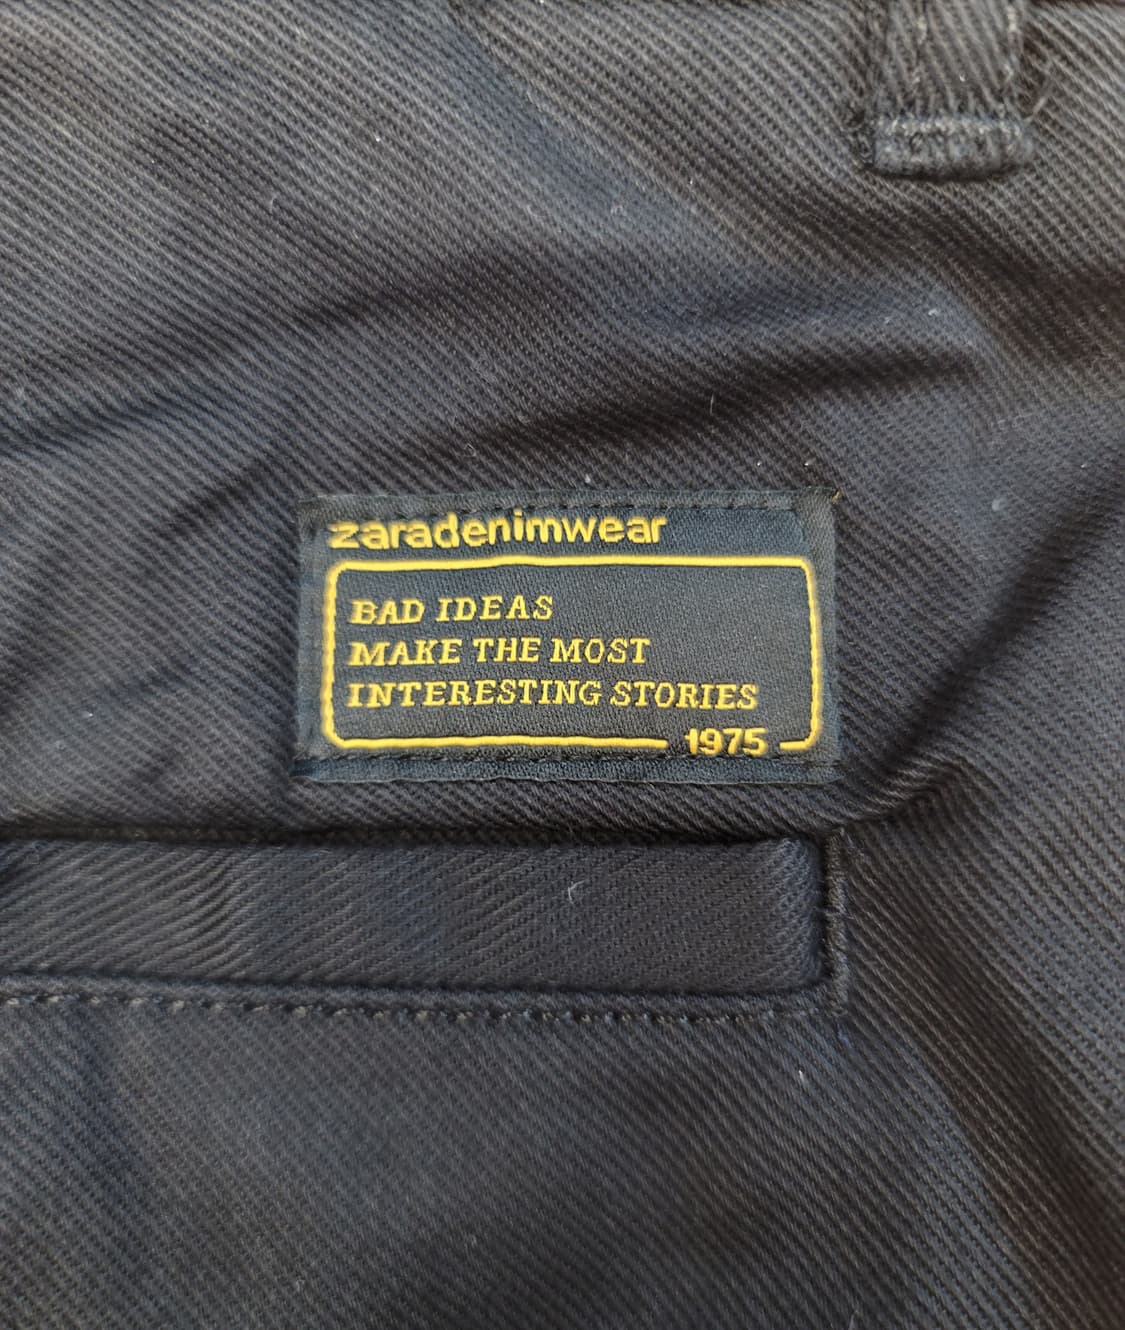 zaradenimwear
BAD IDEAS
MAKE THE MOST
INTERESTING STORIES
1975